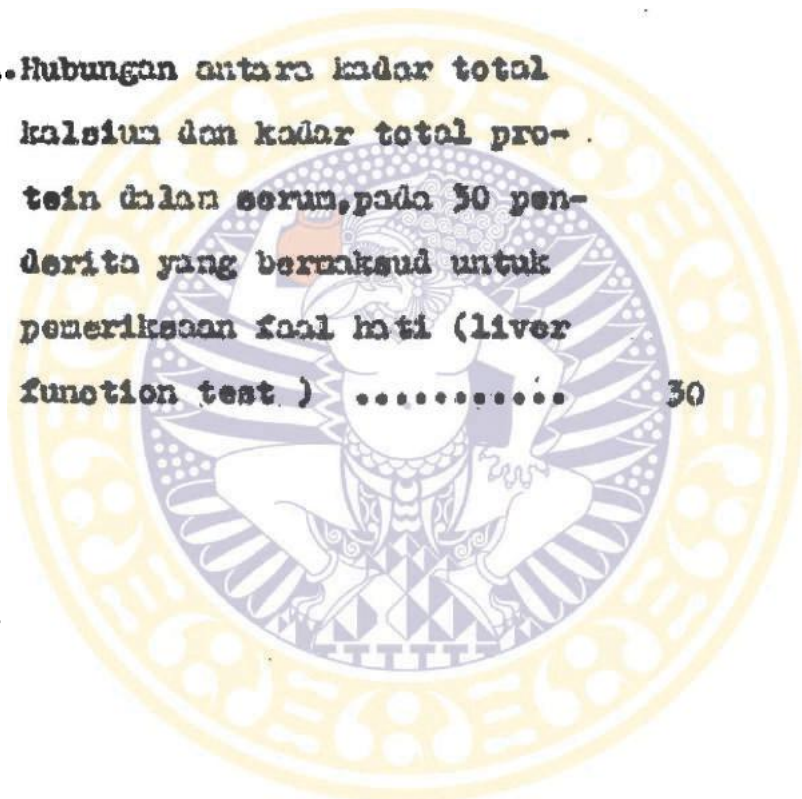 .Hubungan antara kadar total
kalsium dan kadar total pro-
tein dalam serum,pada 30 pen-
derita yang bermaksud untuk
pemeriksaan faal hati (liver
function test ) ........... 30